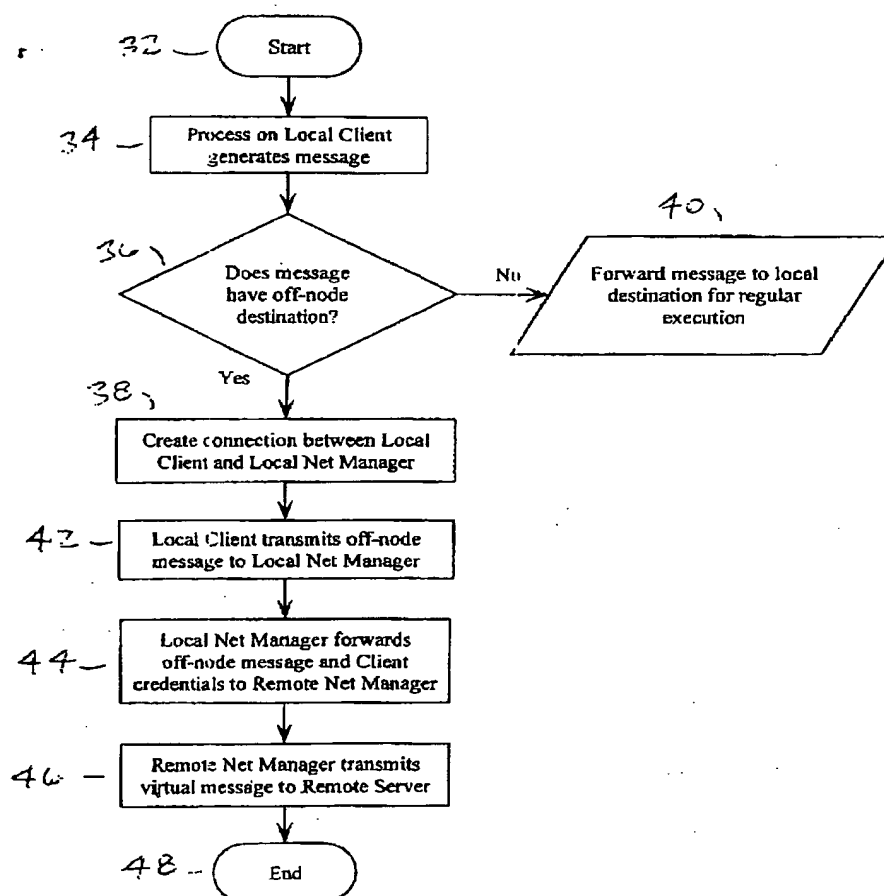 32
Start
34
Process on Local Client
generates message
36
Does message
have off-node
destination?
No
40
Forward message to local
destination for regular
execution
Yes
38
Create connection between Local
Client and Local Net Manager
42
Local Client transmits off-node
message to Local Net Manager
44
Local Net Manager forwards
off-node message and Client
credentials to Remote Net Manager
46
Remote Net Manager transmits
virtual message to Remote Server
48
End